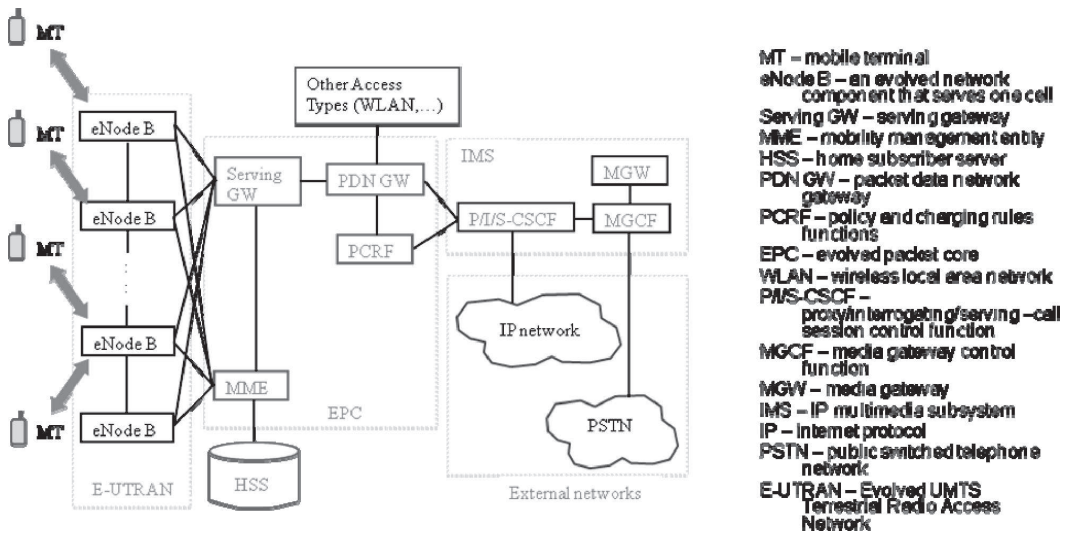 MT
MT
MT
MT
eNode B
eNode B
eNode B
eNode B
E-UTRAN
Other Access
Types (WLAN,...)
Serving
GW
PDN GW
PCRF
MME
EPC
HSS
IMS
MGW
P/I/S-CSCF
MGCF
IP network
PSTN
External networks
MT – mobile terminal
eNode B – an evolved network
component that serves one cell
Serving GW – serving gateway
MME – mobility management entity
HSS – home subscriber server
PDN GW – packet data network
gateway
PCRF – policy and charging rules
functions
EPC – evolved packet core
WLAN – wireless local area network
P/I/S-CSCF –
proxy/interrogating/serving –call
session control function
MGCF – media gateway control
function
MGW – media gateway
IMS – IP multimedia subsystem
IP – internet protocol
PSTN – public switched telephone
network
E-UTRAN – Evolved UMTS
Terrestrial Radio Access
Network